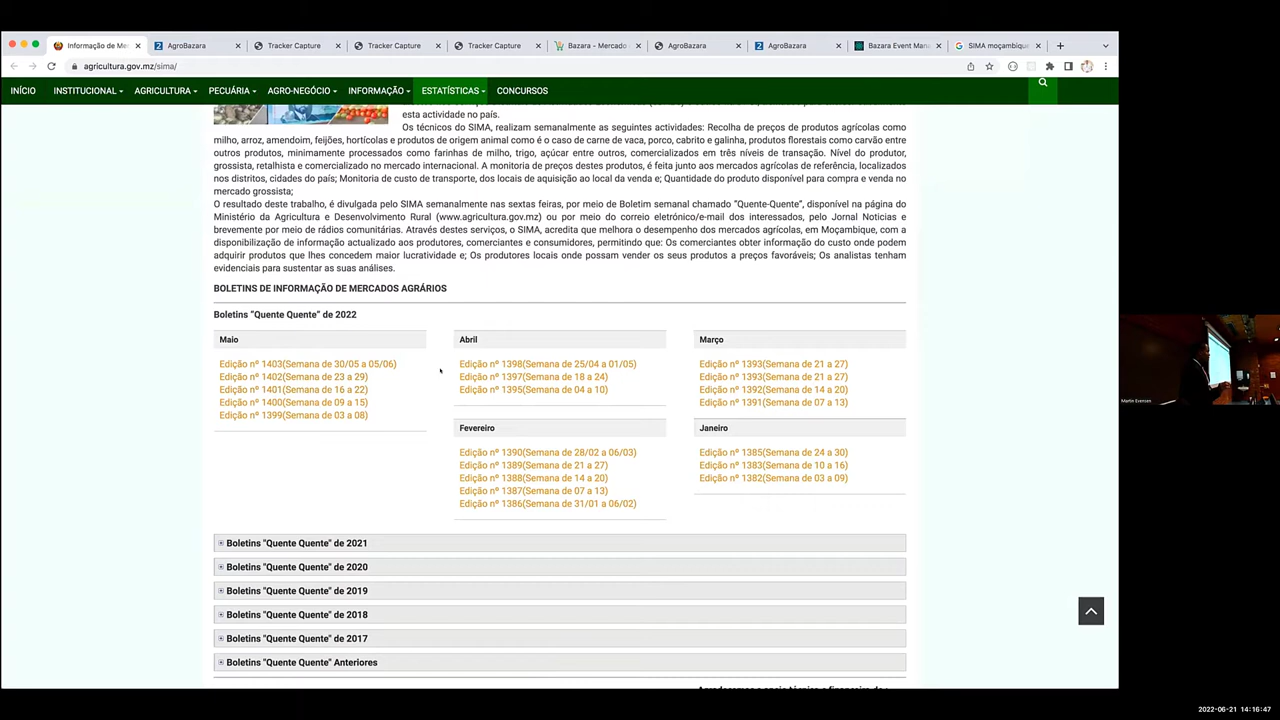 Informação de Me
AgroBazara
Tracker Capture
Tracker Capture
Tracker Capture
Bazara - Mercado
AgroBazara
AgroBazara
Bazara Event Man
SIMA moçambique
agricultura.gov.mz/sima/
INÍCIO
INSTITUCIONAL
AGRICULTURA
PECUÁRIA
AGRO-NEGÓCIO
INFORMAÇÃO
ESTATÍSTICAS
CONCURSOS
esta actividade no país.
Os técnicos do SIMA, realizam semanalmente as seguintes actividades: Recolha de preços de produtos agrícolas como
milho, arroz, amendoim, feijões, hortícolas e produtos de origem animal como é o caso de carne de vaca, porco, cabrito e galinha, produtos florestais como carvão entre
outros produtos, minimamente processados como farinhas de milho, trigo, açúcar entre outros, comercializados em três níveis de transação. Nível do produtor,
grossista, retalhista e comercializado no mercado internacional. A monitoria de preços destes produtos, é feita junto aos mercados agrícolas de referência, localizados
nos distritos, cidades do país; Monitoria de custo de transporte, dos locais de aquisição ao local da venda e; Quantidade do produto disponível para compra e venda no
mercado grossista;
O resultado deste trabalho, é divulgada pelo SIMA semanalmente nas sextas feiras, por meio de Boletim semanal chamado “Quente-Quente”, disponível na página do
Ministério da Agricultura e Desenvolvimento Rural (www.agricultura.gov.mz) ou por meio do correio eletrónico/e-mail dos interessados, pelo Jornal Noticias e
brevemente por meio de rádios comunitárias. Através destes serviços, o SIMA, acredita que melhora o desempenho dos mercados agrícolas, em Moçambique, com a
disponibilização de informação actualizado aos produtores, comerciantes e consumidores, permitindo que: Os comerciantes obter informação do custo onde podem
adquirir produtos que lhes concedem maior lucratividade e; Os produtores locais onde possam vender os seus produtos a preços favoráveis; Os analistas tenham
evidenciais para sustentar as suas análises.
BOLETINS DE INFORMAÇÃO DE MERCADOS AGRÁRIOS
Boletins “Quente Quente” de 2022
Maio
Edição nº 1403(Semana de 30/05 a 05/06)
Edição nº 1402(Semana de 23 a 29)
Edição nº 1401(Semana de 16 a 22)
Edição nº 1400(Semana de 09 a 15)
Edição nº 1399(Semana de 03 a 08)
Abril
Edição nº 1398(Semana de 25/04 a 01/05)
Edição nº 1397(Semana de 18 a 24)
Edição nº 1395(Semana de 04 a 10)
Março
Edição nº 1393(Semana de 21 a 27)
Edição nº 1393(Semana de 21 a 27)
Edição nº 1392(Semana de 14 a 20)
Edição nº 1391(Semana de 07 a 13)
Fevereiro
Edição nº 1390(Semana de 28/02 a 06/03)
Edição nº 1389(Semana de 21 a 27)
Edição nº 1388(Semana de 14 a 20)
Edição nº 1387(Semana de 07 a 13)
Edição nº 1386(Semana de 31/01 a 06/02)
Janeiro
Edição nº 1385(Semana de 24 a 30)
Edição nº 1383(Semana de 10 a 16)
Edição nº 1382(Semana de 03 a 09)
Boletins “Quente Quente” de 2021
Boletins “Quente Quente” de 2020
Boletins “Quente Quente” de 2019
Boletins “Quente Quente” de 2018
Boletins “Quente Quente” de 2017
Boletins “Quente Quente” Anteriores
Martin Evensen
2022-06-21 14:16:47